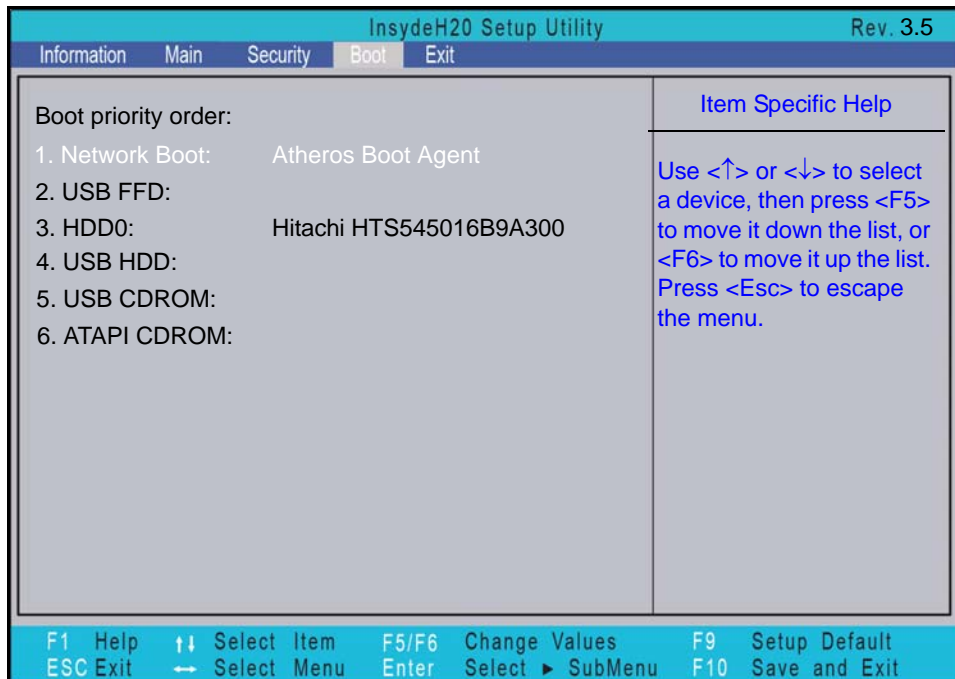 InsydeH20 Setup Utility Rev. 3.5
Information Main Security Boot Exit
Boot priority order:
1. Network Boot: Atheros Boot Agent
2. USB FFD:
3. HDD0: Hitachi HTS545016B9A300
4. USB HDD:
5. USB CDROM:
6. ATAPI CDROM:
Item Specific Help
Use <↑> or <↓> to select
a device, then press <F5>
to move it down the list, or
<F6> to move it up the list.
Press <Esc> to escape
the menu.
F1 Help ↑↓ Select Item F5/F6 Change Values F9 Setup Default
ESC Exit ↔ Select Menu Enter Select ► SubMenu F10 Save and Exit